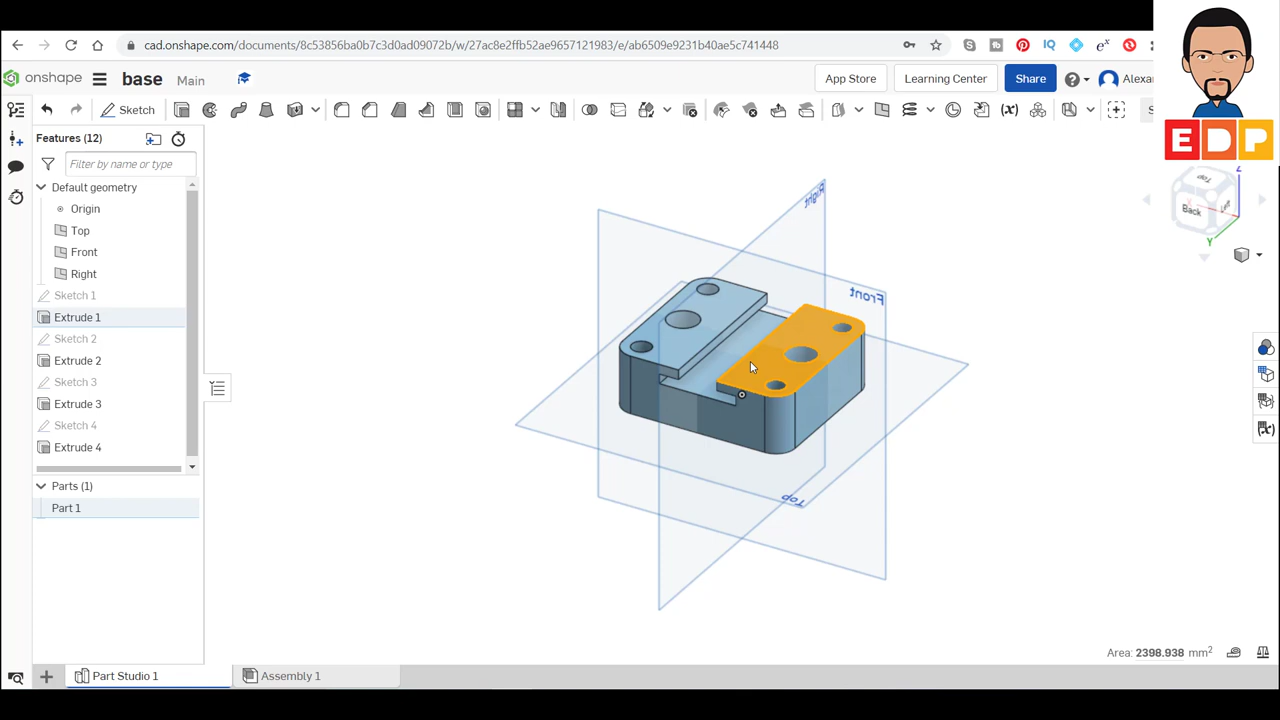 cad.onshape.com/documents/8c53856ba0b7c3d0ad09072b/w/27ac8e2ffb52ae9657121983/e/ab6509e9231b40ae5c741448
onshape
base
Main
App Store
Learning Center
Share
Alexa
Sketch
EDP
Features (12)
Filter by name or type
Default geometry
Origin
Top
Front
Right
Sketch 1
Extrude 1
Sketch 2
Extrude 2
Sketch 3
Extrude 3
Sketch 4
Extrude 4
Parts (1)
Part 1
Right
Front
Top
Top
Back
Left
Z
X
Y
Area: 2398.938 mm²
Part Studio 1
Assembly 1